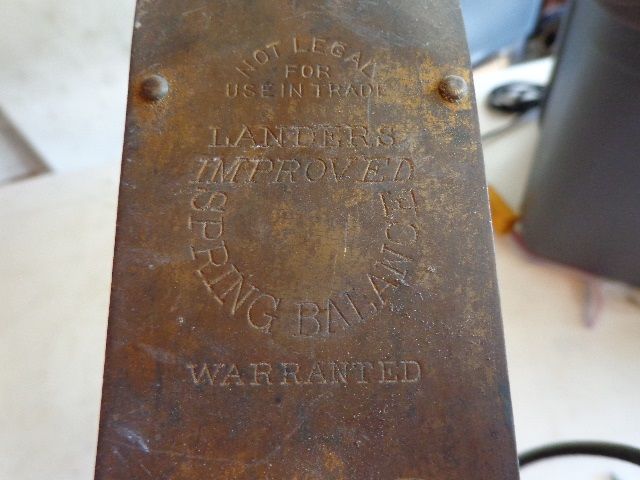 NOT LEGAL
FOR
USE IN TRADE
LANDERS
IMPROVED
SPRING BALANCE
WARRANTED